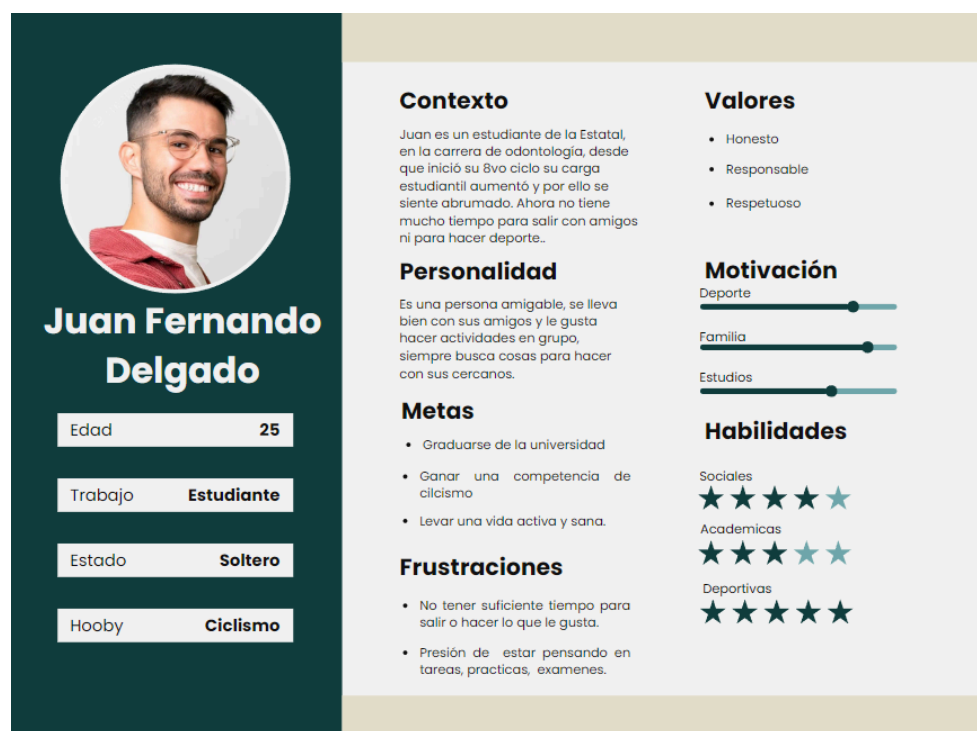 Juan Fernando
Delgado
Edad 25
Trabajo Estudiante
Estado Soltero
Hooby Ciclismo
Contexto
Juan es un estudiante de la Estatal,
en la carrera de odontología, desde
que inició su 8vo ciclo su carga
estudiantil aumentó y por ello se
siente abrumado. Ahora no tiene
mucho tiempo para salir con amigos
ni para hacer deporte..
Personalidad
Es una persona amigable, se lleva
bien con sus amigos y le gusta
hacer actividades en grupo,
siempre busca cosas para hacer
con sus cercanos.
Metas
• Graduarse de la universidad
• Ganar una competencia de
cilcismo
• Levar una vida activa y sana.
Frustraciones
• No tener suficiente tiempo para
salir o hacer lo que le gusta.
• Presión de estar pensando en
tareas, practicas, examenes.
Valores
• Honesto
• Responsable
• Respetuoso
Motivación
Deporte
Familia
Estudios
Habilidades
Sociales
Academicas
Deportivas